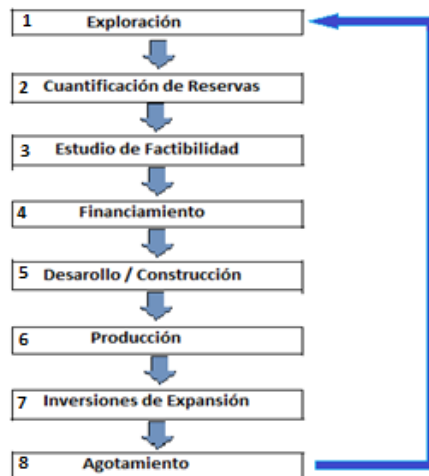 1 Exploración
2 Cuantificación de Reservas
3 Estudio de Factibilidad
4 Financiamiento
5 Desarollo / Construcción
6 Producción
7 Inversiones de Expansión
8 Agotamiento